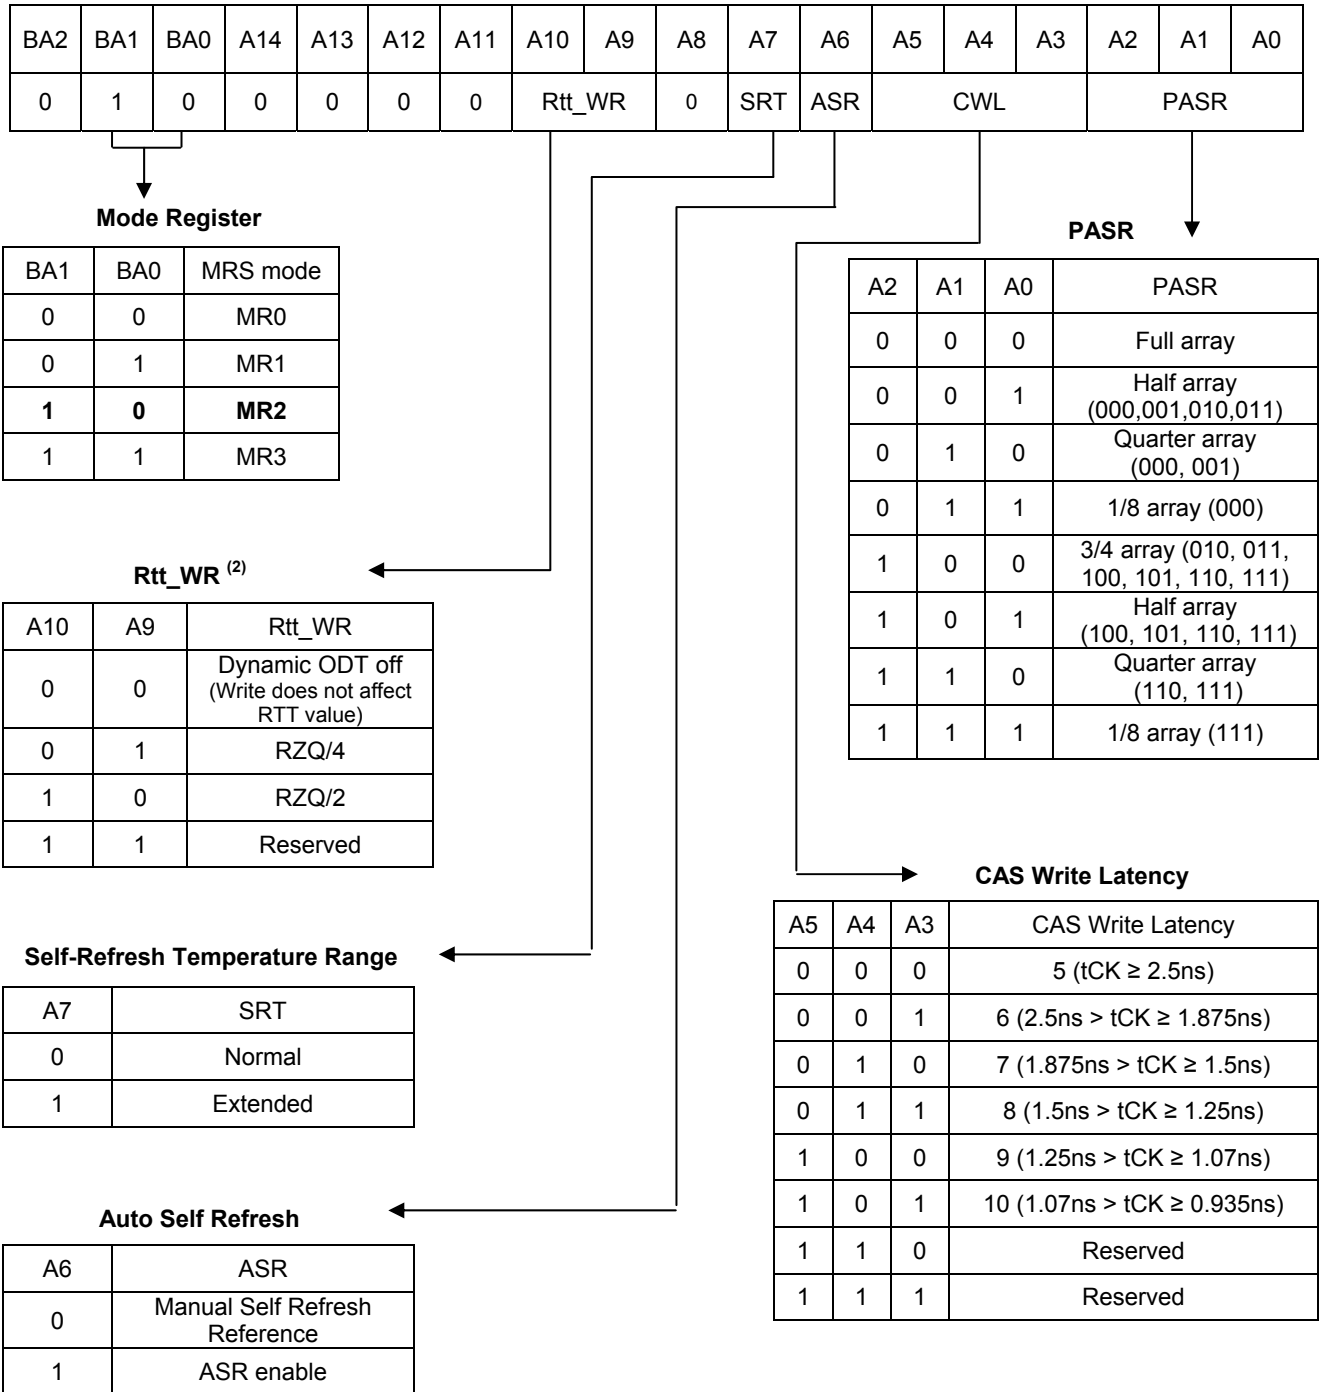 BA2 BA1 BA0 A14 A13 A12 A11 A10 A9 A8 A7 A6 A5 A4 A3 A2 A1 A0
0 1 0 0 0 0 0 Rtt_WR 0 SRT ASR CWL PASR
Mode Register
BA1 BA0 MRS mode
0 0 MR0
0 1 MR1
1 0 MR2
1 1 MR3
PASR
A2 A1 A0 PASR
0 0 0 Full array
0 0 1 Half array
(000,001,010,011)
0 1 0 Quarter array
(000, 001)
0 1 1 1/8 array (000)
1 0 0 3/4 array (010, 011,
100, 101, 110, 111)
1 0 1 Half array
(100, 101, 110, 111)
1 1 0 Quarter array
(110, 111)
1 1 1 1/8 array (111)
Rtt_WR (2)
A10 A9 Rtt_WR
0 0 Dynamic ODT off
(Write does not affect
RTT value)
0 1 RZQ/4
1 0 RZQ/2
1 1 Reserved
CAS Write Latency
A5 A4 A3 CAS Write Latency
0 0 0 5 (tCK ≥ 2.5ns)
0 0 1 6 (2.5ns > tCK ≥ 1.875ns)
0 1 0 7 (1.875ns > tCK ≥ 1.5ns)
0 1 1 8 (1.5ns > tCK ≥ 1.25ns)
1 0 0 9 (1.25ns > tCK ≥ 1.07ns)
1 0 1 10 (1.07ns > tCK ≥ 0.935ns)
1 1 0 Reserved
1 1 1 Reserved
Self-Refresh Temperature Range
A7 SRT
0 Normal
1 Extended
Auto Self Refresh
A6 ASR
0 Manual Self Refresh
Reference
1 ASR enable